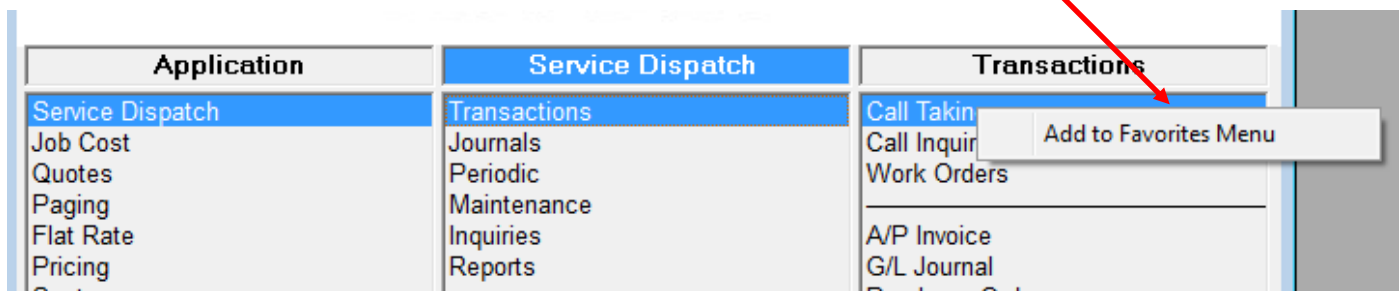 Application
Service Dispatch
Transactions
Service Dispatch
Job Cost
Quotes
Paging
Flat Rate
Pricing
Transactions
Journals
Periodic
Maintenance
Inquiries
Reports
Call Takin
Call Inquir
Work Orders
A/P Invoice
G/L Journal
Add to Favorites Menu